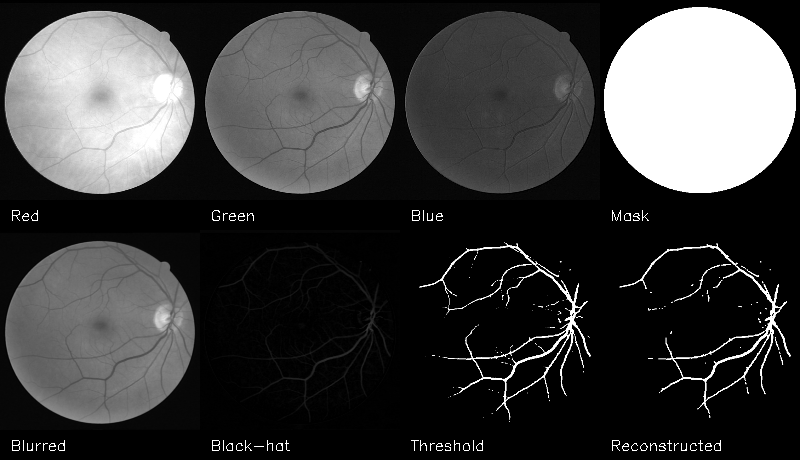 Red
Green
Blue
Mask
Blurred
Black-hat
Threshold
Reconstructed